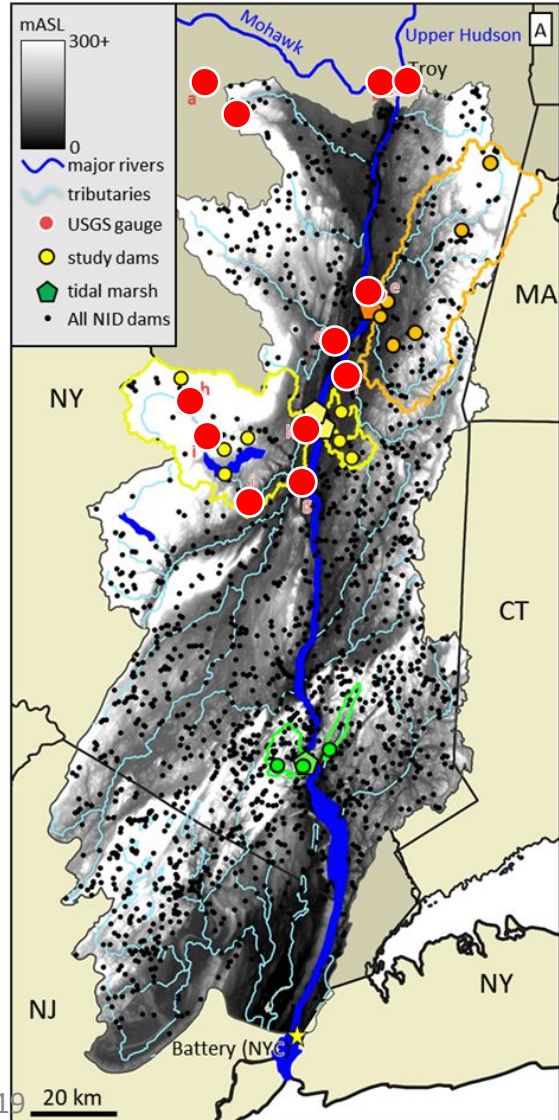 mASL
300+
0
major rivers
tributaries
USGS gauge
study dams
tidal marsh
All NID dams
A
Mohawk
Upper Hudson
Troy
a
e
MA
NY
h
i
CT
NJ
NY
Battery (NYC)
19
20 km